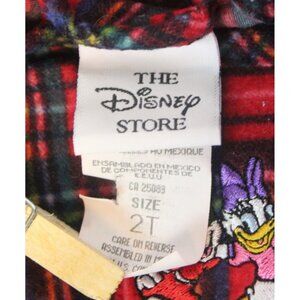 THE
Disney
STORE
AU MEXIQUE
ENSAMBLADO EN MEXICO
DE COMPONENTES DE
E.E.U.U
CA 25089
SIZE
2T
CARE ON REVERSE
ASSEMBLED IN
U.S.